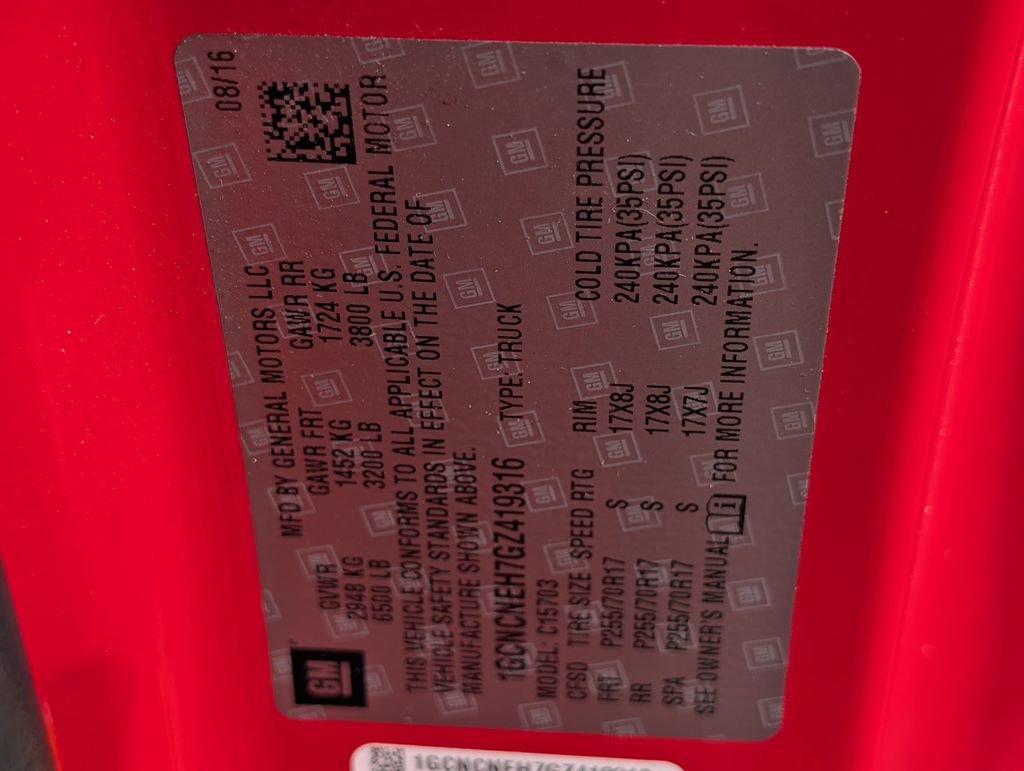 GM
MFD BY GENERAL MOTORS LLC 08/16
GVWR GAWR FRT GAWR RR
2948 KG 1452 KG 1724 KG
6500 LB 3200 LB 3800 LB
THIS VEHICLE CONFORMS TO ALL APPLICABLE U.S. FEDERAL MOTOR
VEHICLE SAFETY STANDARDS IN EFFECT ON THE DATE OF
MANUFACTURE SHOWN ABOVE.
1GCNCNEH7GZ419316 TYPE: TRUCK
MODEL: C15703
CFSD TIRE SIZE SPEED RTG RIM COLD TIRE PRESSURE
FRT P255/70R17 S 17X8J 240KPA(35PSI)
RR P255/70R17 S 17X8J 240KPA(35PSI)
SPA P255/70R17 S 17X7J 240KPA(35PSI)
SEE OWNER'S MANUAL i FOR MORE INFORMATION.